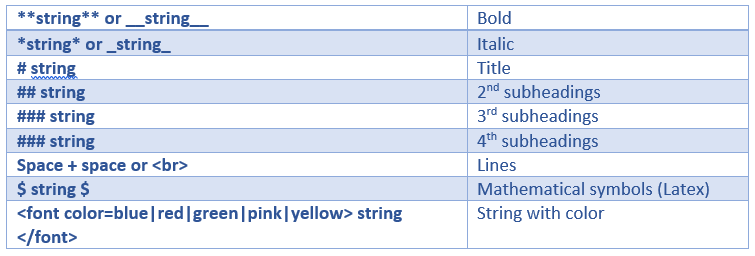 **string** or __string__ Bold
*string* or _string_ Italic
# string Title
## string 2nd subheadings
### string 3rd subheadings
### string 4th subheadings
Space + space or <br> Lines
$ string $ Mathematical symbols (Latex)
<font color=blue|red|green|pink|yellow> string String with color
</font>